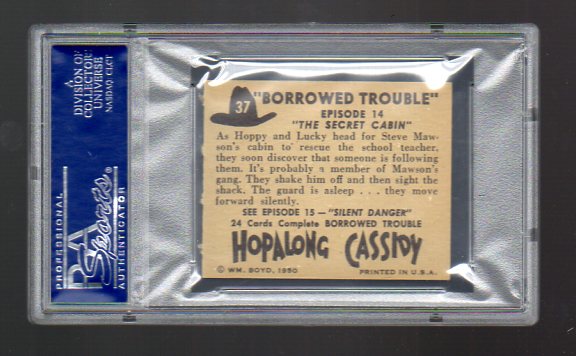 A
DIVISION OF
COLLECTORS
UNIVERSE
NASDAQ: CLCT
PROFESSIONAL
PSA
Sports
®
AUTHENTICATOR
37
"BORROWED TROUBLE"
EPISODE 14
"THE SECRET CABIN"
As Hoppy and Lucky head for Steve Maw-
son's cabin to rescue the school teacher,
they soon discover that someone is following
them. It's probably a member of Mawson's
gang. They shake him off and then sight the
shack. The guard is asleep . . . they move
forward silently.
SEE EPISODE 15 — "SILENT DANGER"
24 Cards Complete BORROWED TROUBLE
HOPALONG CASSIDY
© WM. BOYD, 1950 PRINTED IN U.S.A.